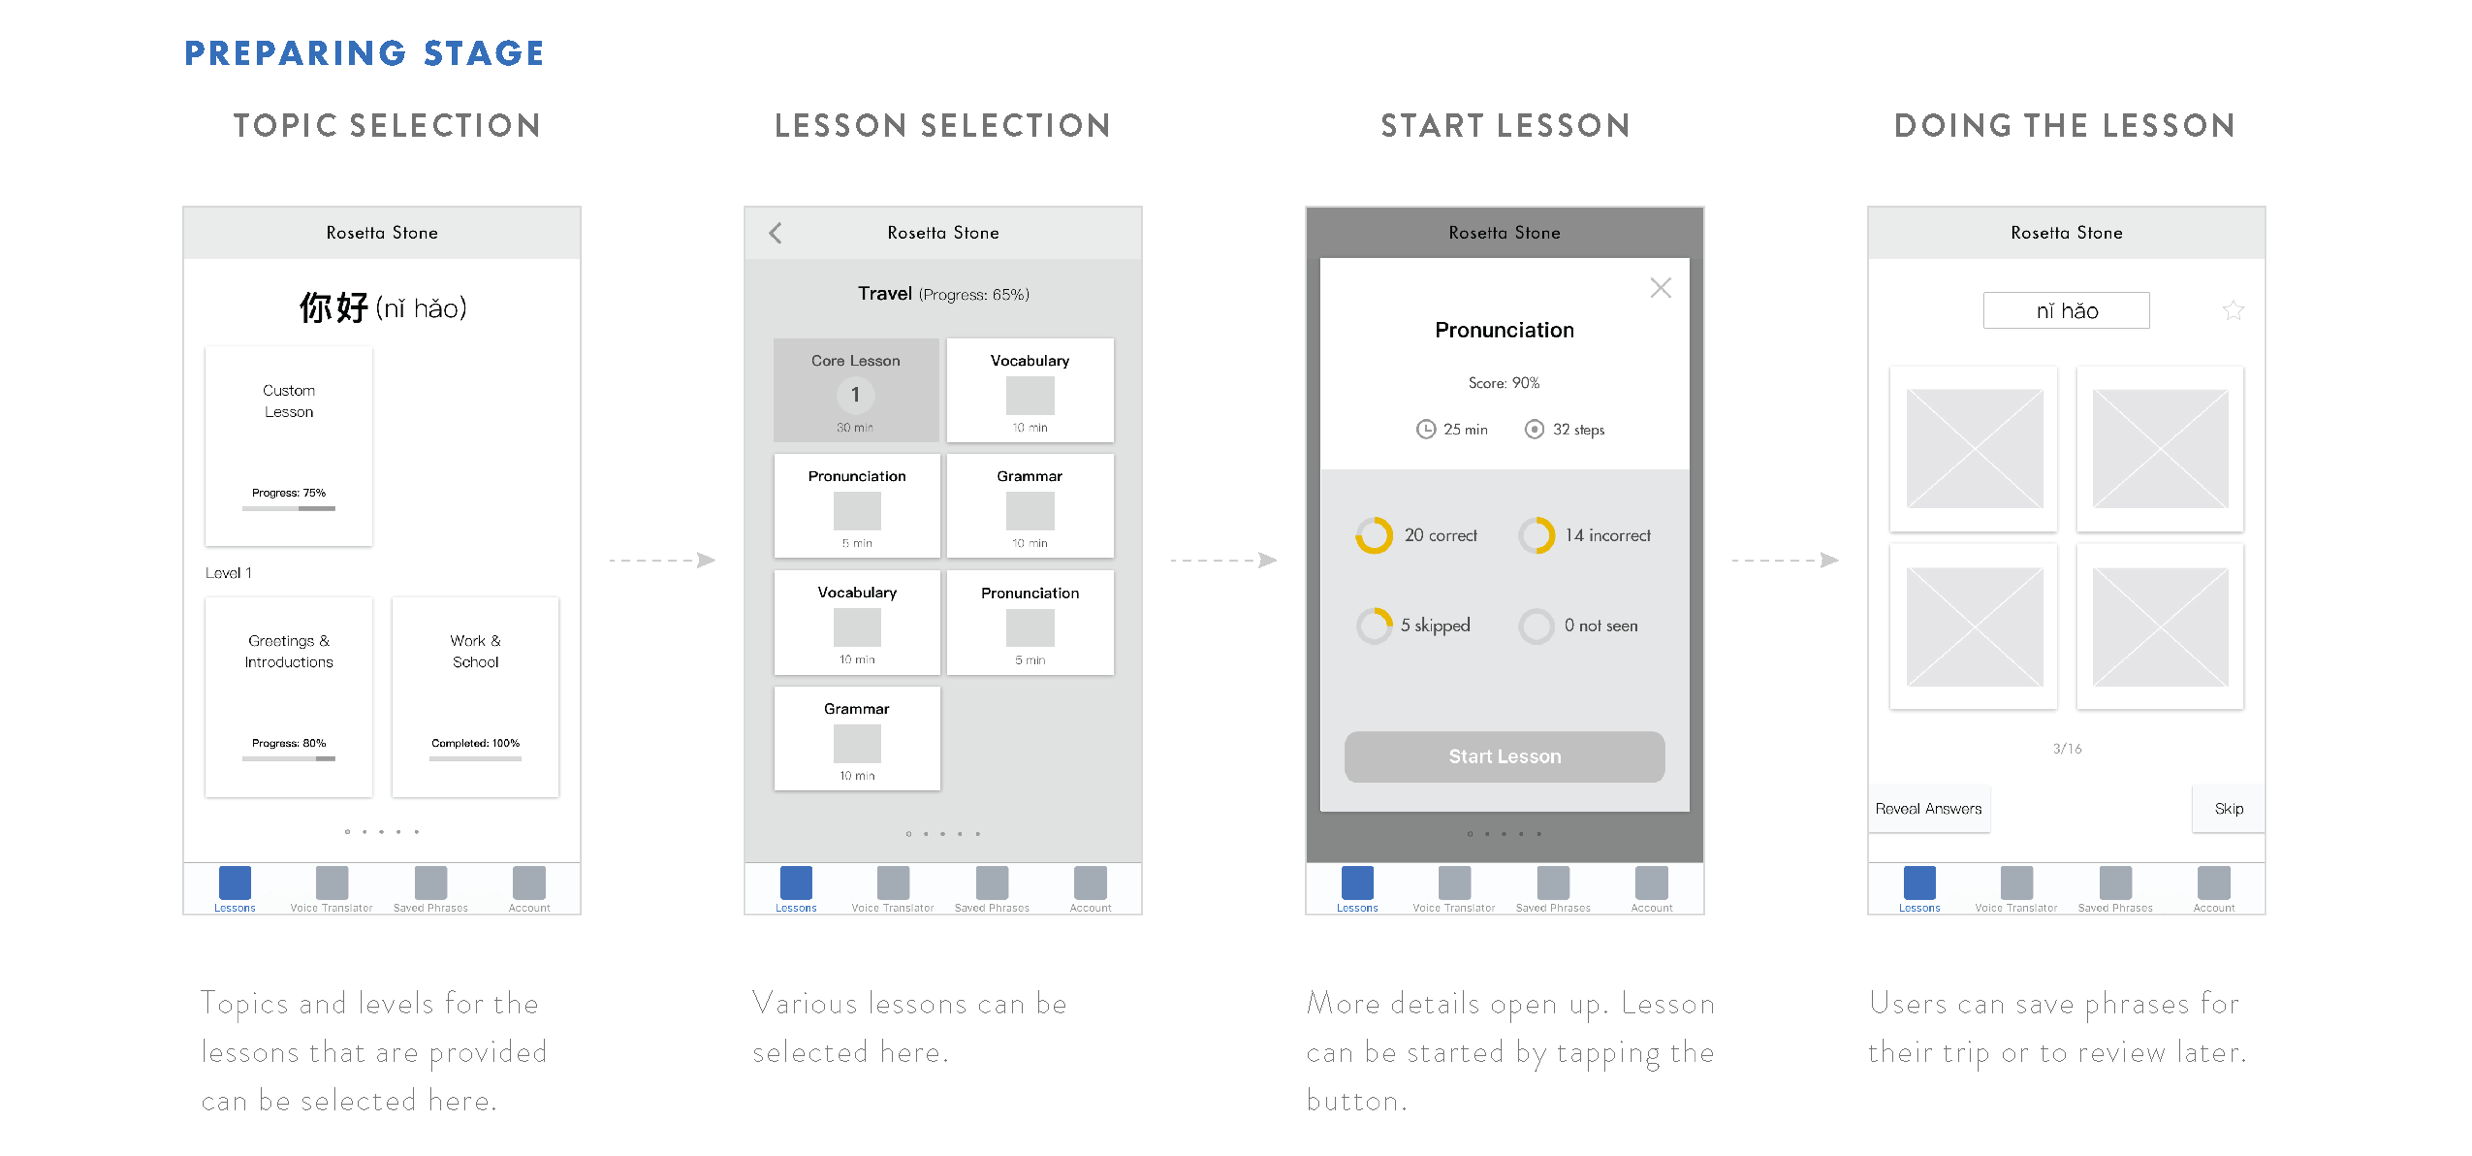 PREPARING STAGE
TOPIC SELECTION
Rosetta Stone
你好 (nǐ hǎo)
Custom
Lesson
Progress: 75%
Level 1
Greetings &
Introductions
Progress: 80%
Work &
School
Completed: 100%
Lessons
Voice Translator
Saved Phrases
Account
Topics and levels for the
lessons that are provided
can be selected here.
LESSON SELECTION
Rosetta Stone
Travel (Progress: 65%)
Core Lesson
1
30 min
Vocabulary
10 min
Pronunciation
5 min
Grammar
10 min
Vocabulary
10 min
Pronunciation
5 min
Grammar
10 min
Lessons
Voice Translator
Saved Phrases
Account
Various lessons can be
selected here.
START LESSON
Rosetta Stone
Pronunciation
Score: 90%
25 min
32 steps
20 correct
14 incorrect
5 skipped
0 not seen
Start Lesson
Lessons
Voice Translator
Saved Phrases
Account
More details open up. Lesson
can be started by tapping the
button.
DOING THE LESSON
Rosetta Stone
nǐ hǎo
3/16
Reveal Answers
Skip
Lessons
Voice Translator
Saved Phrases
Account
Users can save phrases for
their trip or to review later.